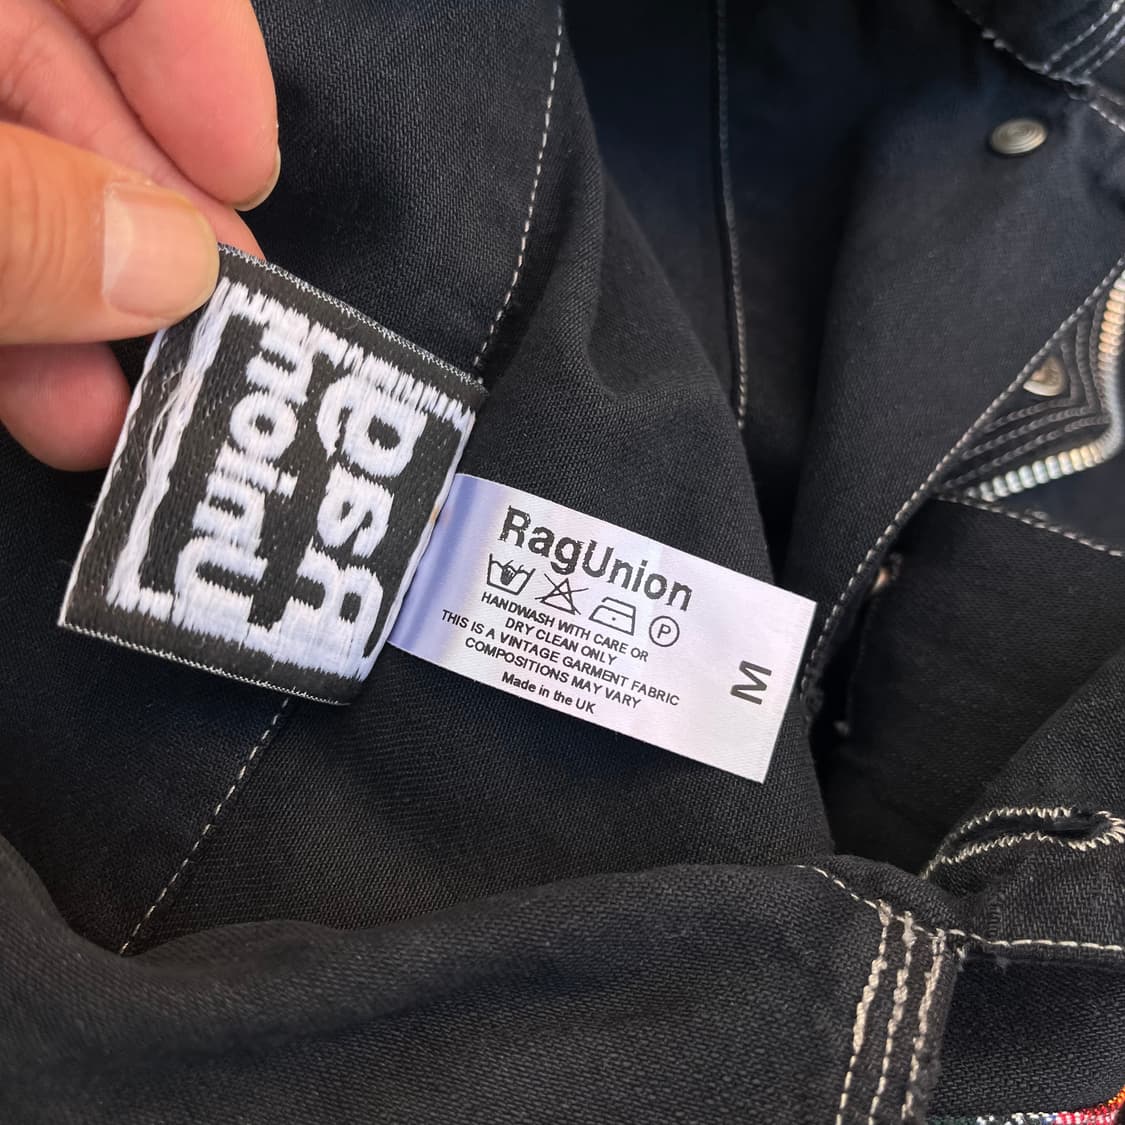 Rag
Union
RagUnion
P
HANDWASH WITH CARE OR
DRY CLEAN ONLY
THIS IS A VINTAGE GARMENT FABRIC
COMPOSITIONS MAY VARY
Made in the UK
M